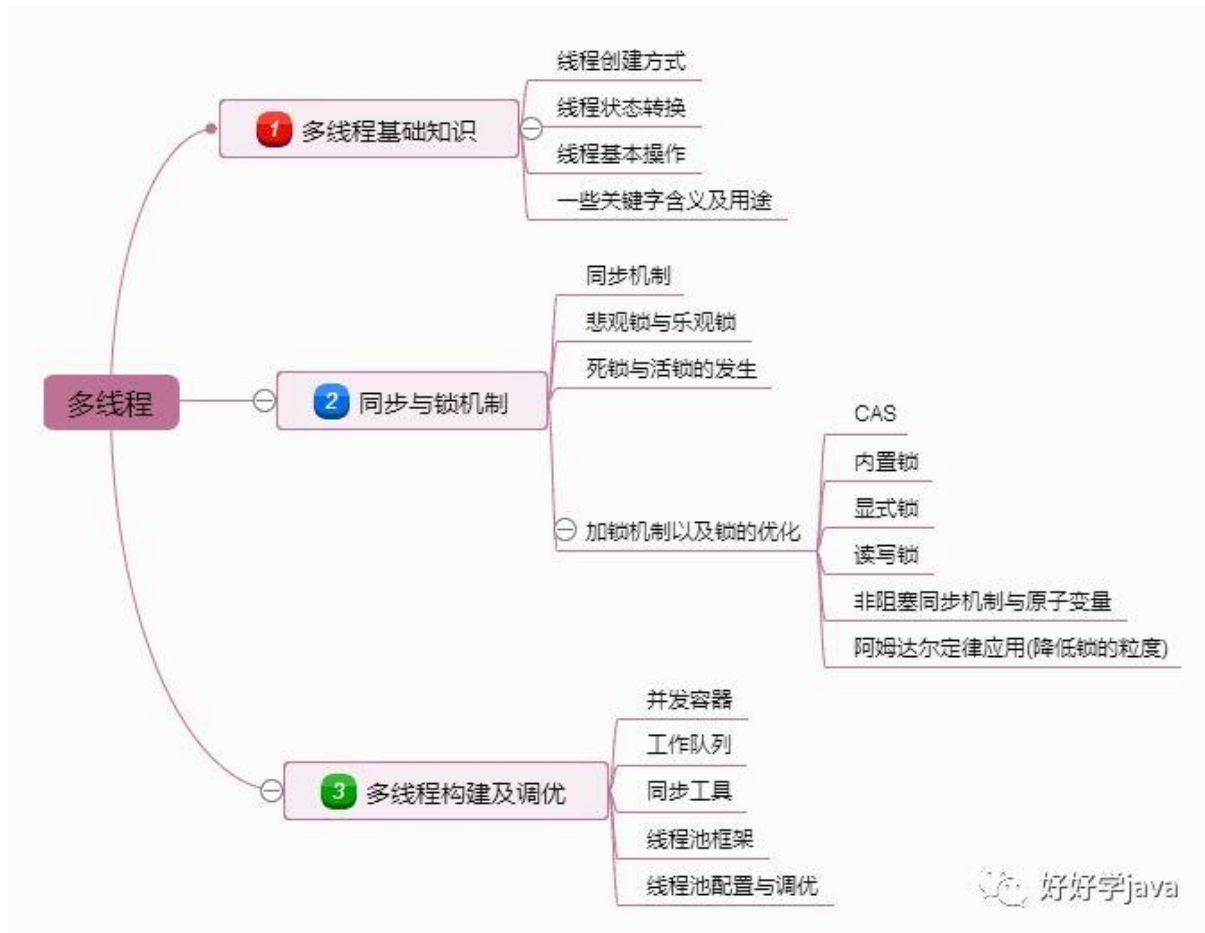 多线程
1 多线程基础知识
线程创建方式
线程状态转换
线程基本操作
一些关键字含义及用途
2 同步与锁机制
同步机制
悲观锁与乐观锁
死锁与活锁的发生
加锁机制以及锁的优化
CAS
内置锁
显式锁
读写锁
非阻塞同步机制与原子变量
阿姆达尔定律应用(降低锁的粒度)
3 多线程构建及调优
并发容器
工作队列
同步工具
线程池框架
线程池配置与调优
好好学java